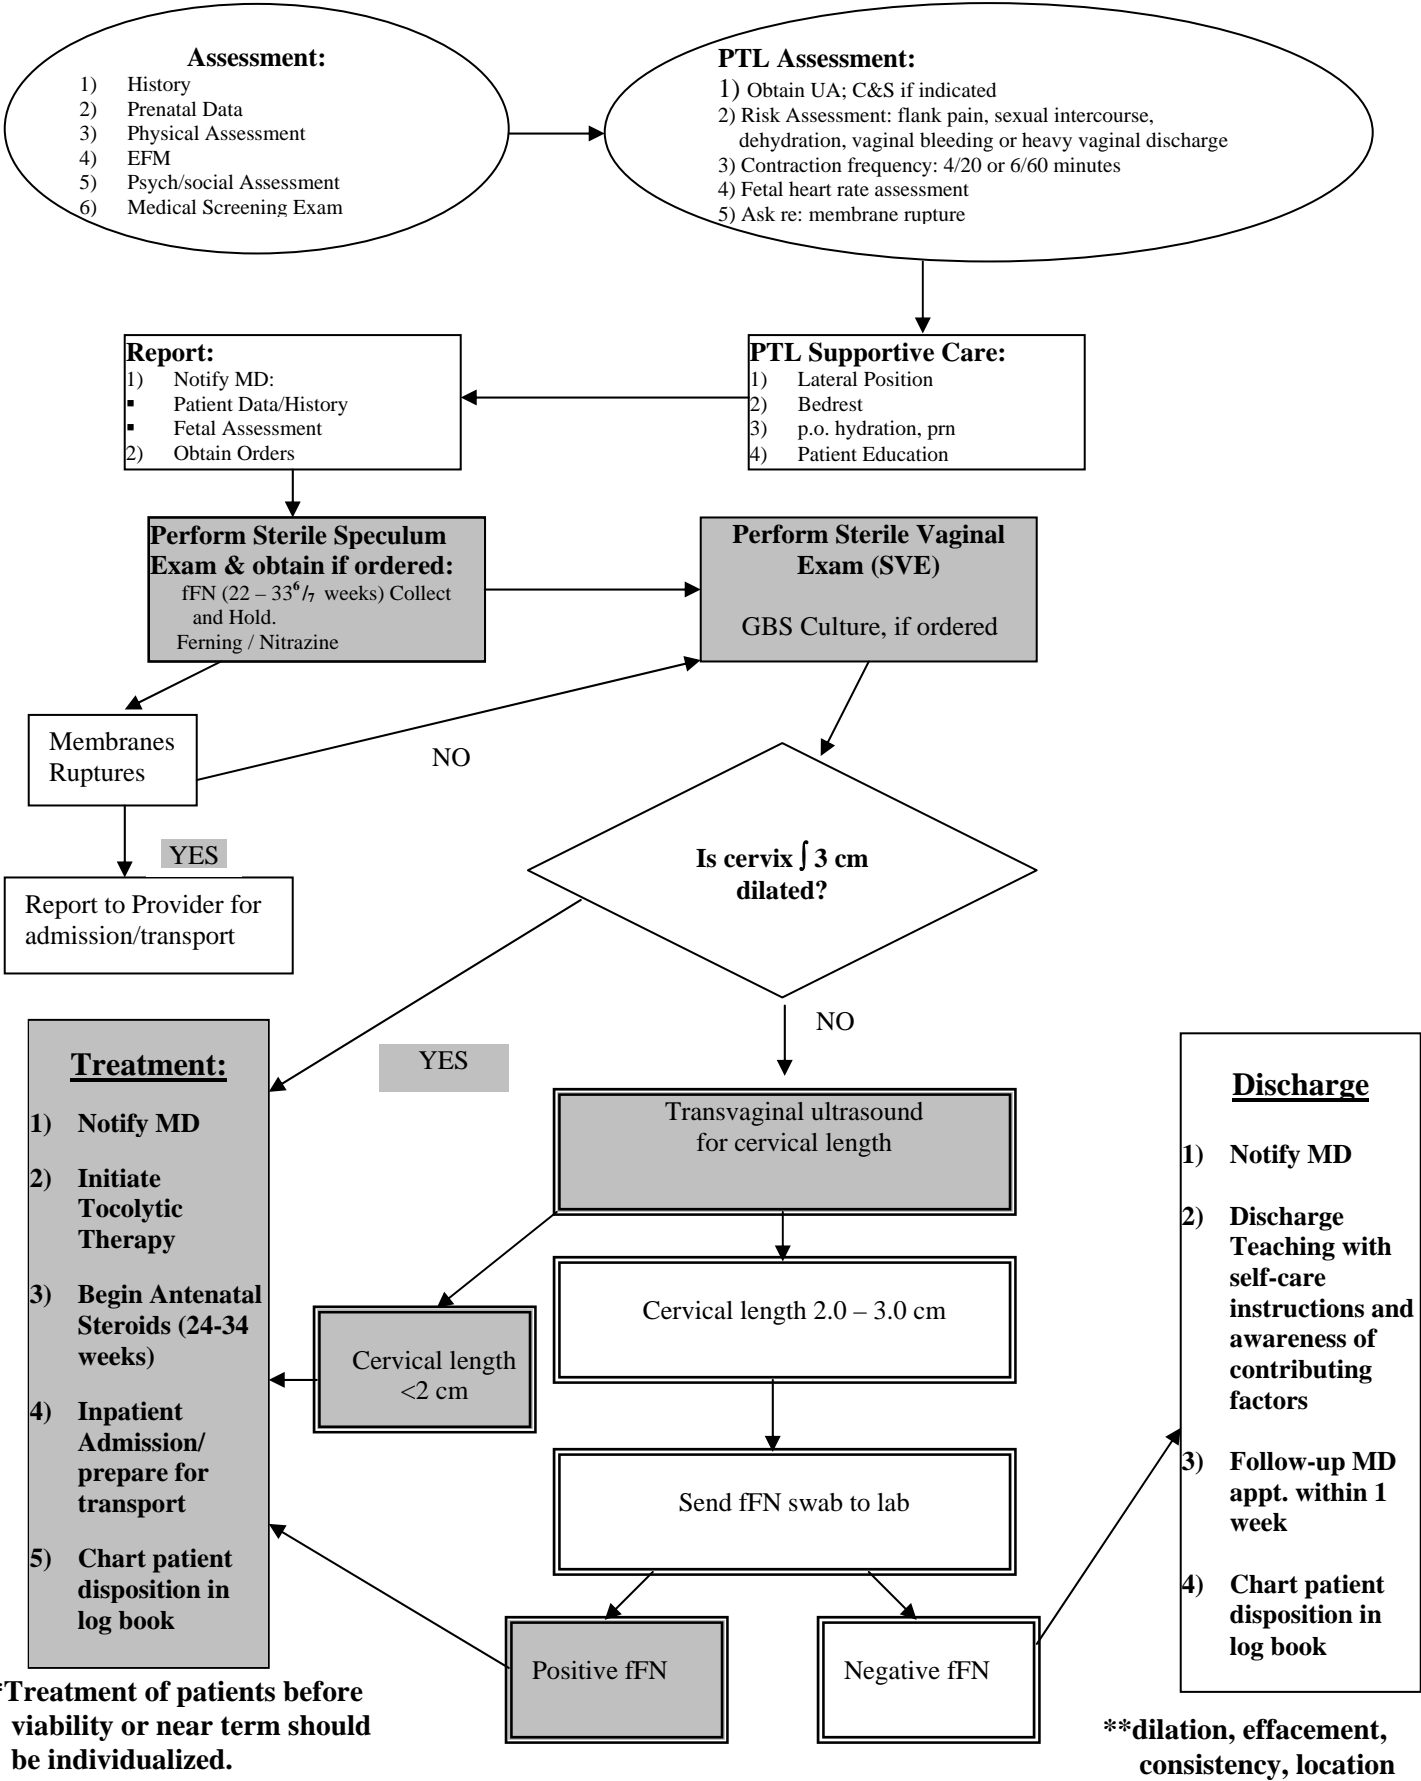 Assessment:
1) History
2) Prenatal Data
3) Physical Assessment
4) EFM
5) Psych/social Assessment
6) Medical Screening Exam
PTL Assessment:
1) Obtain UA; C&S if indicated
2) Risk Assessment: flank pain, sexual intercourse,
dehydration, vaginal bleeding or heavy vaginal discharge
3) Contraction frequency: 4/20 or 6/60 minutes
4) Fetal heart rate assessment
5) Ask re: membrane rupture
Report:
1) Notify MD:
▪ Patient Data/History
▪ Fetal Assessment
2) Obtain Orders
PTL Supportive Care:
1) Lateral Position
2) Bedrest
3) p.o. hydration, prn
4) Patient Education
Perform Sterile Speculum
Exam & obtain if ordered:
fFN (22 – 33⁶/₇ weeks) Collect
and Hold.
Ferning / Nitrazine
Perform Sterile Vaginal
Exam (SVE)
GBS Culture, if ordered
Membranes
Ruptures
NO
YES
Report to Provider for
admission/transport
Is cervix ∫ 3 cm
dilated?
NO
YES
Treatment:
1) Notify MD
2) Initiate
Tocolytic
Therapy
3) Begin Antenatal
Steroids (24-34
weeks)
4) Inpatient
Admission/
prepare for
transport
5) Chart patient
disposition in
log book
Transvaginal ultrasound
for cervical length
Cervical length 2.0 – 3.0 cm
Cervical length
<2 cm
Send fFN swab to lab
Positive fFN
Negative fFN
Discharge
1) Notify MD
2) Discharge
Teaching with
self-care
instructions and
awareness of
contributing
factors
3) Follow-up MD
appt. within 1
week
4) Chart patient
disposition in
log book
*Treatment of patients before
viability or near term should
be individualized.
**dilation, effacement,
consistency, location